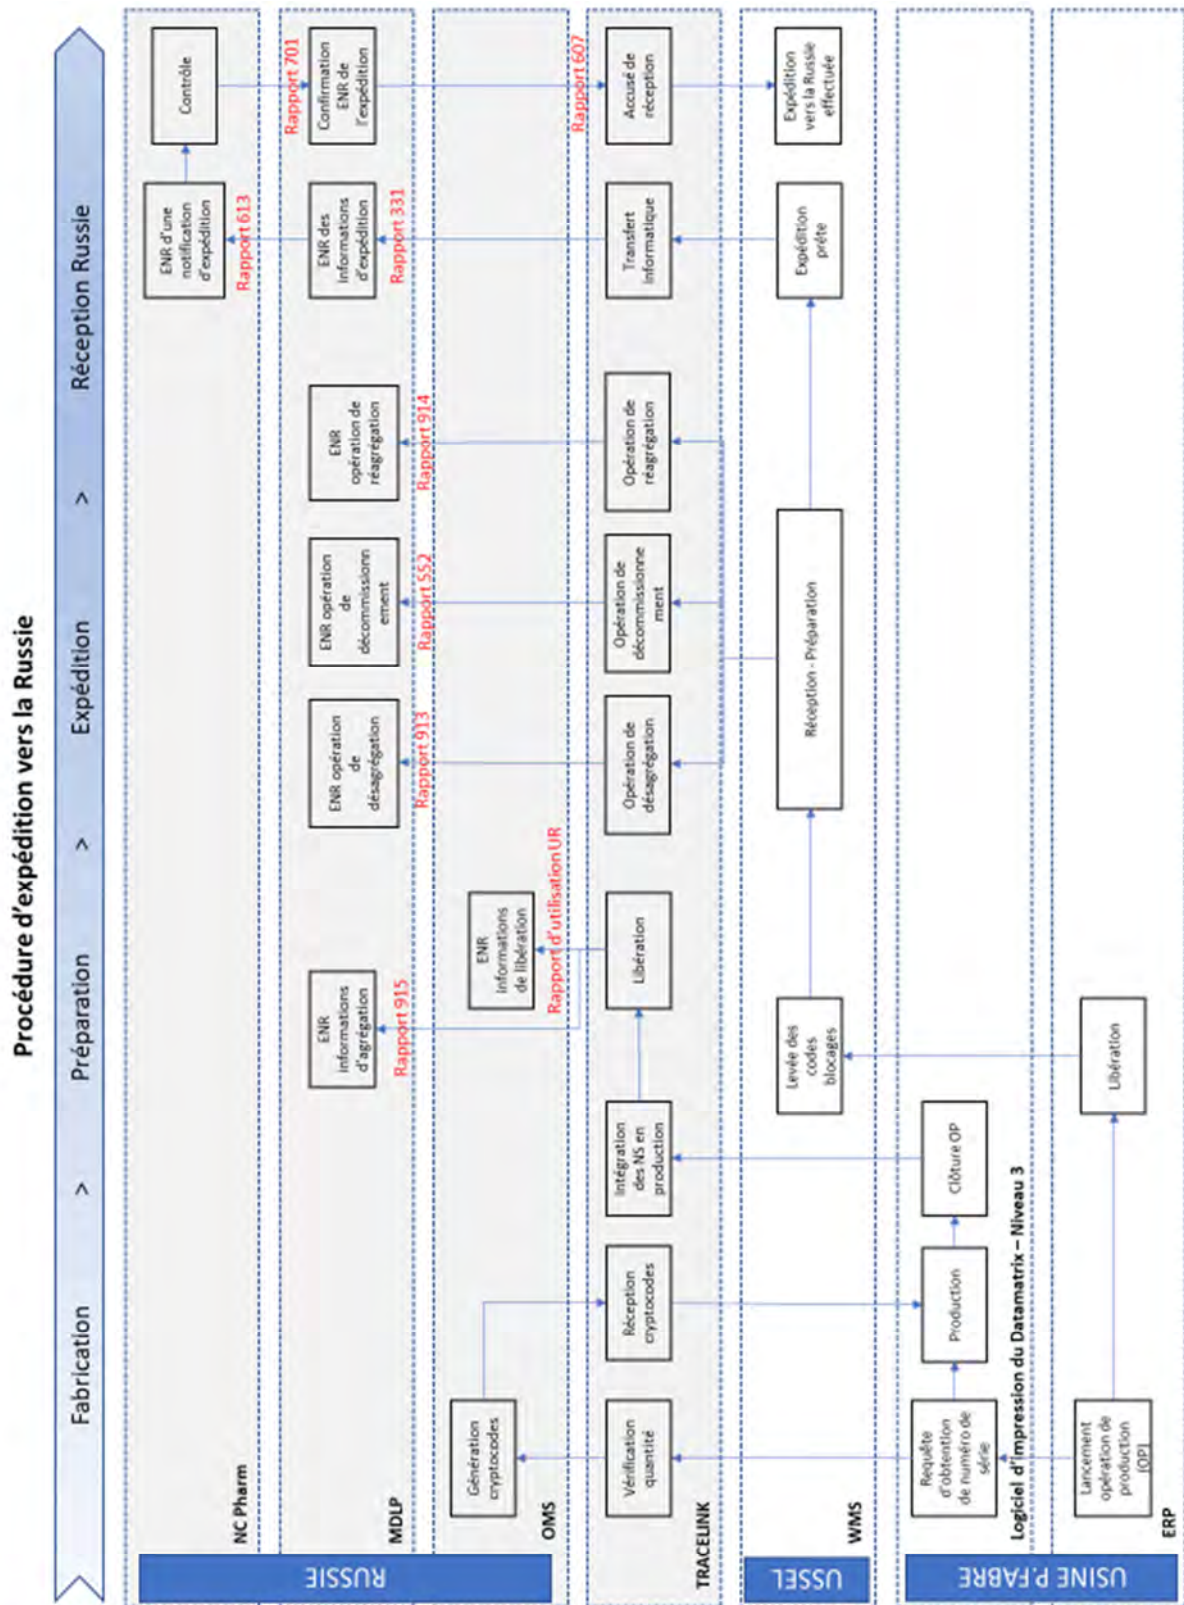 Procédure d'expédition vers la Russie
Fabrication
>
Préparation
>
Expédition
>
Réception Russie
RUSSIE
NC Pharm
ENR d'une
notification
d'expédition
Rapport 613
Contrôle
MDLP
ENR
informations
d'agrégation
Rapport 915
ENR opération
de
désagrégation
Rapport 913
ENR opération
de
décommissionn
ement
Rapport 552
ENR
opération de
réagrégation
Rapport 914
ENR des
informations
d'expédition
Rapport 331
Rapport 701
Confirmation
ENR de
l'expédition
OMS
Génération
cryptocodes
ENR
informations
de libération
Rapport d'utilisation UR
TRACELINK
Vérification
quantité
Réception
cryptocodes
Intégration
des NS en
production
Libération
Opération de
désagrégation
Opération de
décommissionne
ment
Opération de
réagrégation
Transfert
informatique
Rapport 607
Accusé de
réception
USSEL
WMS
Levée des
codes
blocages
Réception - Préparation
Expédition
prête
Expédition
vers la Russie
effectuée
USINE P.FABRE
Requête
d'obtention
de numéro de
série
Production
Clôture OP
Logiciel d'impression du Datamatrix – Niveau 3
Lancement
opération de
production
(OP)
Libération
ERP